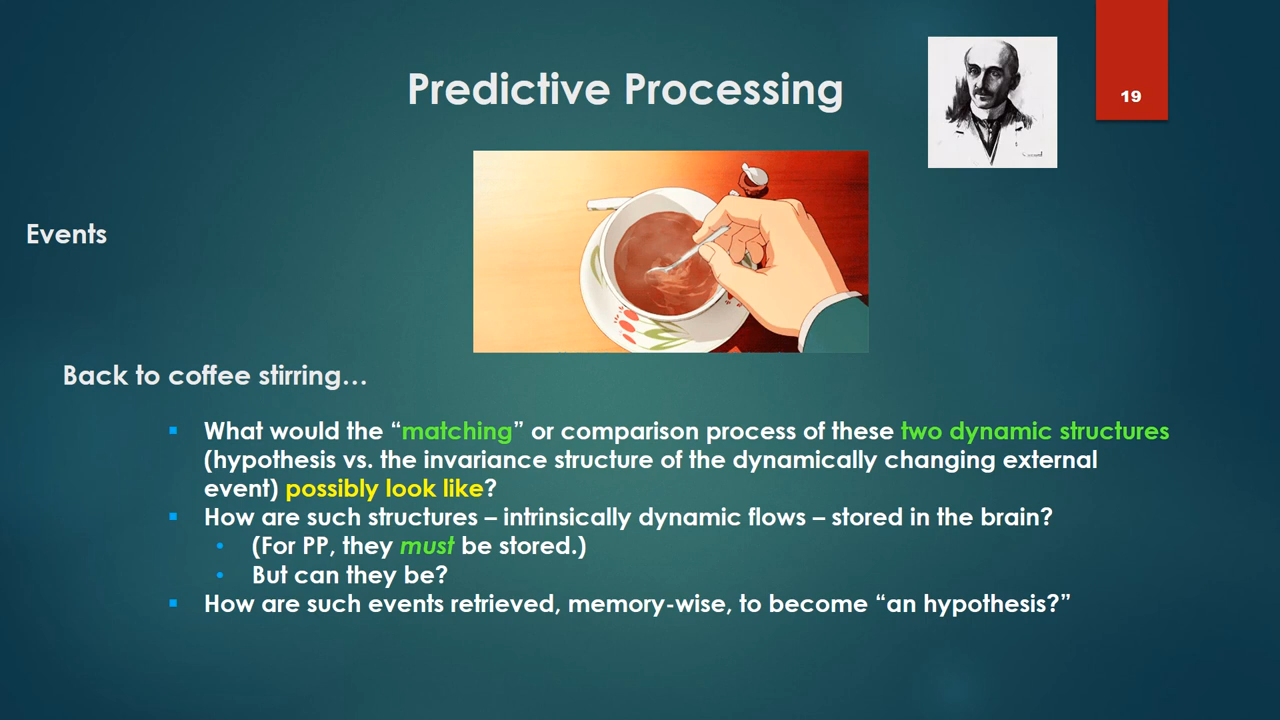 Predictive Processing
19
Events
Back to coffee stirring…
▪ What would the “matching” or comparison process of these two dynamic structures
(hypothesis vs. the invariance structure of the dynamically changing external
event) possibly look like?
▪ How are such structures – intrinsically dynamic flows – stored in the brain?
• (For PP, they must be stored.)
• But can they be?
▪ How are such events retrieved, memory-wise, to become “an hypothesis?”